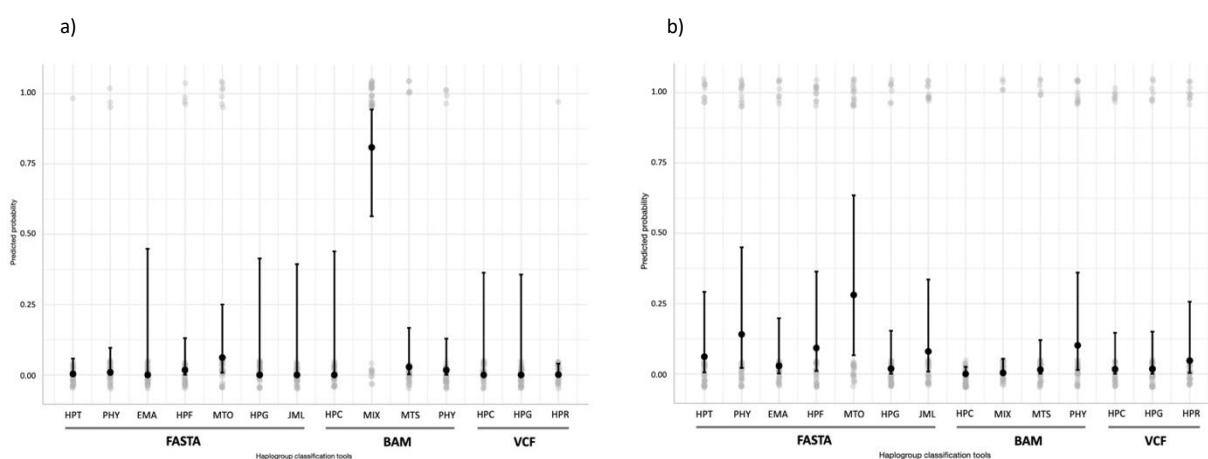 a)
1.00
0.75
0.50
0.25
0.00
Predicted probability
HPT PHY EMA HPF MTO HPG JML HPC MIX MTS PHY HPC HPG HPR
FASTA BAM VCF
Haplogroup classification tools
b)
1.00
0.75
0.50
0.25
0.00
Predicted probability
HPT PHY EMA HPF MTO HPG JML HPC MIX MTS PHY HPC HPG HPR
FASTA BAM VCF
Haplogroup classification tools